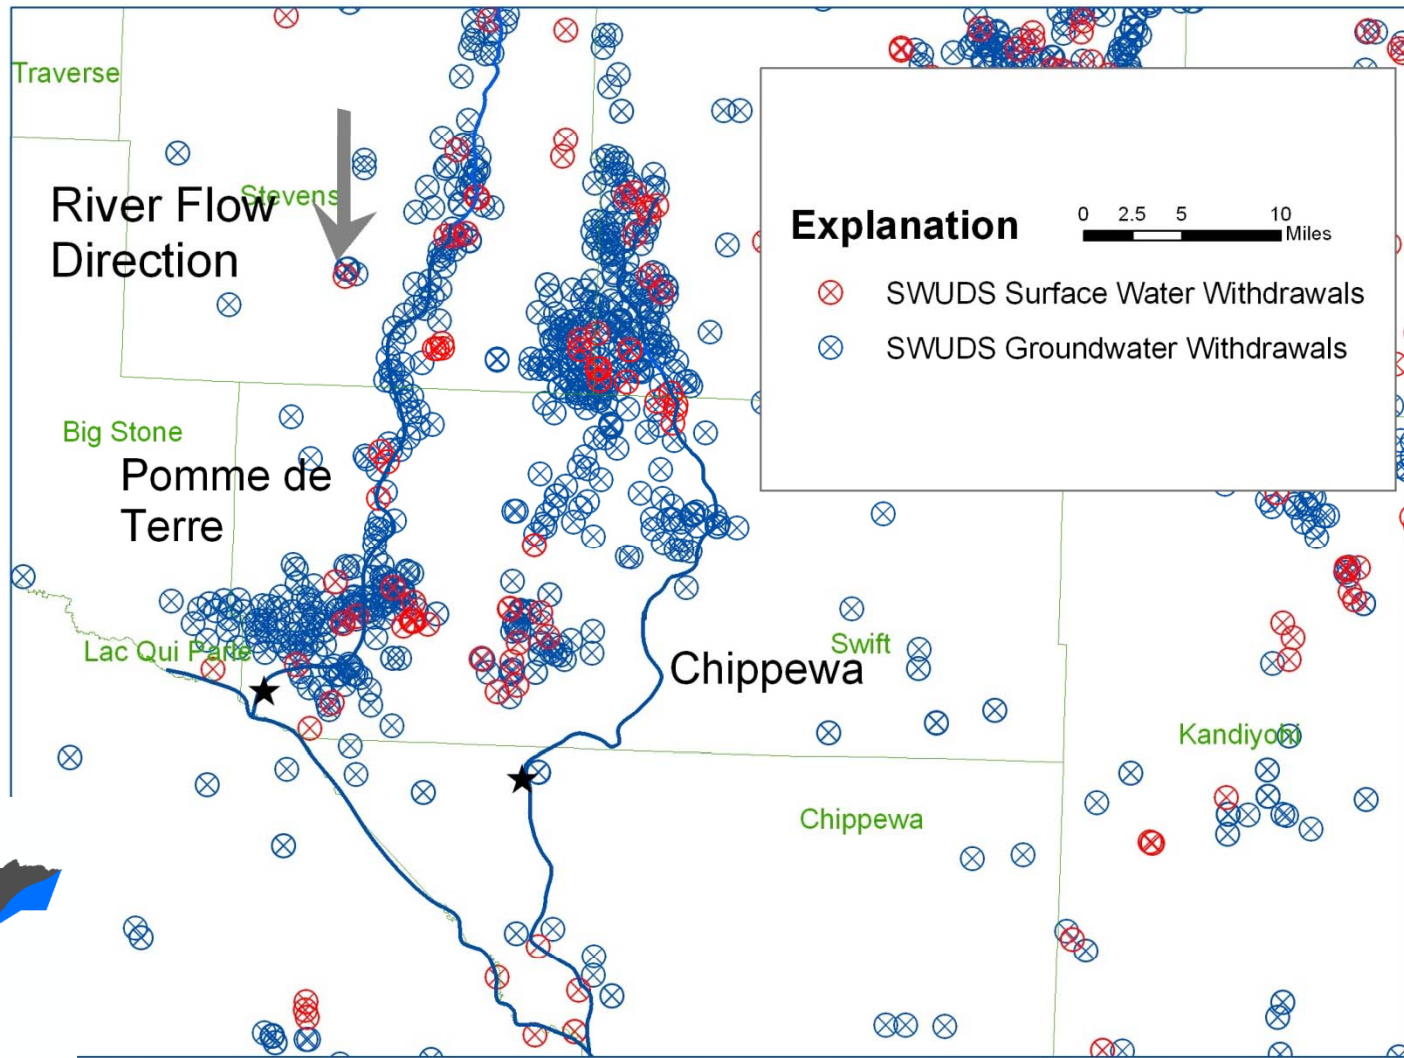 Traverse
Stevens
River Flow
Direction
Explanation
0 2.5 5 10
Miles
SWUDS Surface Water Withdrawals
SWUDS Groundwater Withdrawals
Big Stone
Pomme de
Terre
Lac Qui Parle
Swift
Chippewa
Kandiyohi
Chippewa